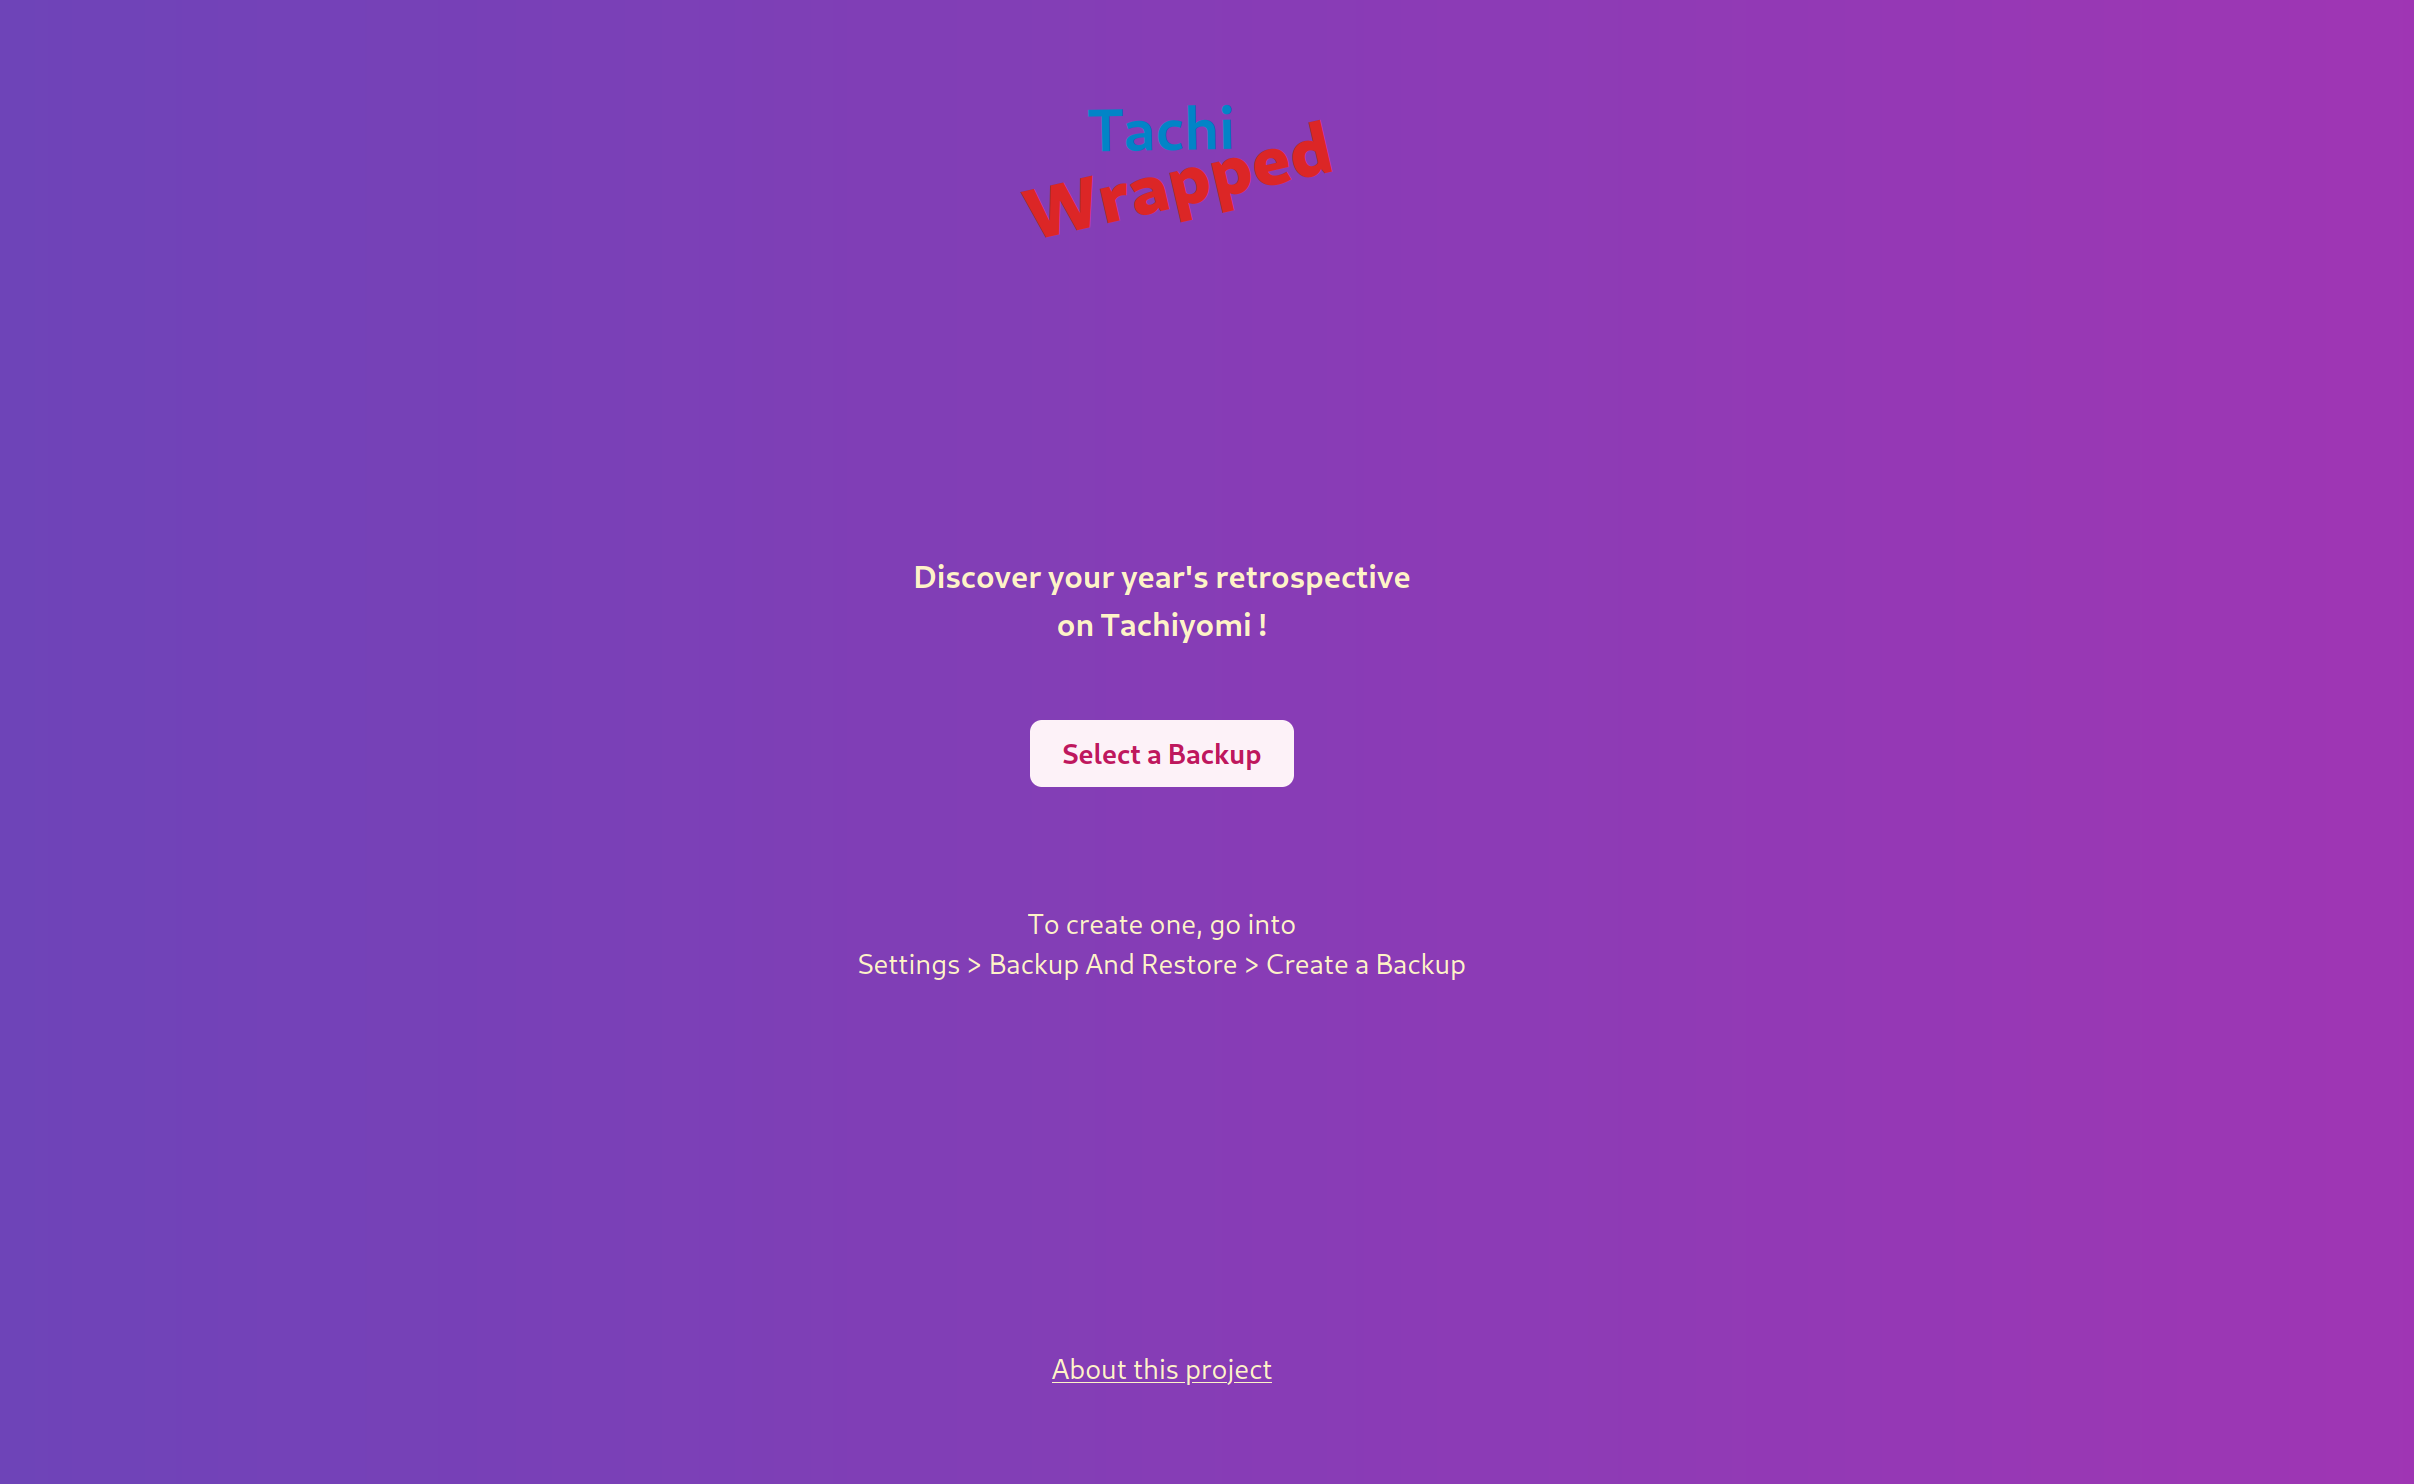 Tachi
Wrapped
Discover your year's retrospective
on Tachiyomi !
Select a Backup
To create one, go into
Settings > Backup And Restore > Create a Backup
About this project